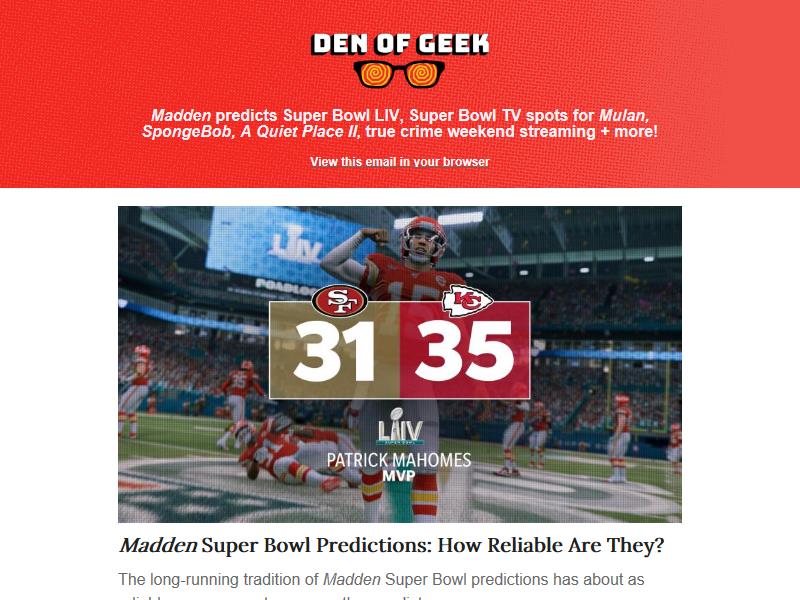 DEN OF GEEK
Madden predicts Super Bowl LIV, Super Bowl TV spots for Mulan,
SpongeBob, A Quiet Place II, true crime weekend streaming + more!
View this email in your browser
LIV
SF
KC
31 35
LIV
SUPER BOWL
PATRICK MAHOMES
MVP
Madden Super Bowl Predictions: How Reliable Are They?
The long-running tradition of Madden Super Bowl predictions has about as